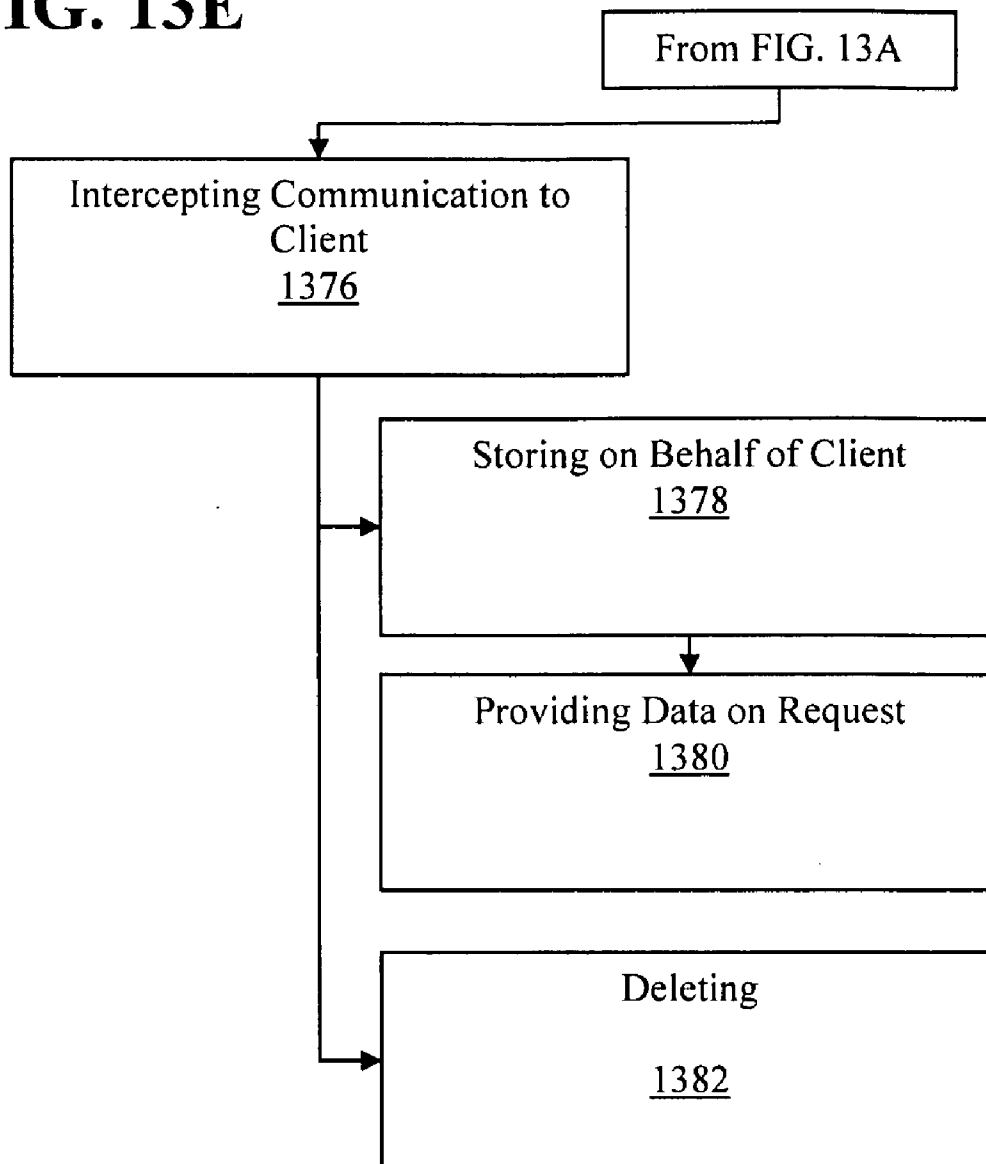 IG. 13E
From FIG. 13A
Intercepting Communication to
Client
1376
Storing on Behalf of Client
1378
Providing Data on Request
1380
Deleting
1382